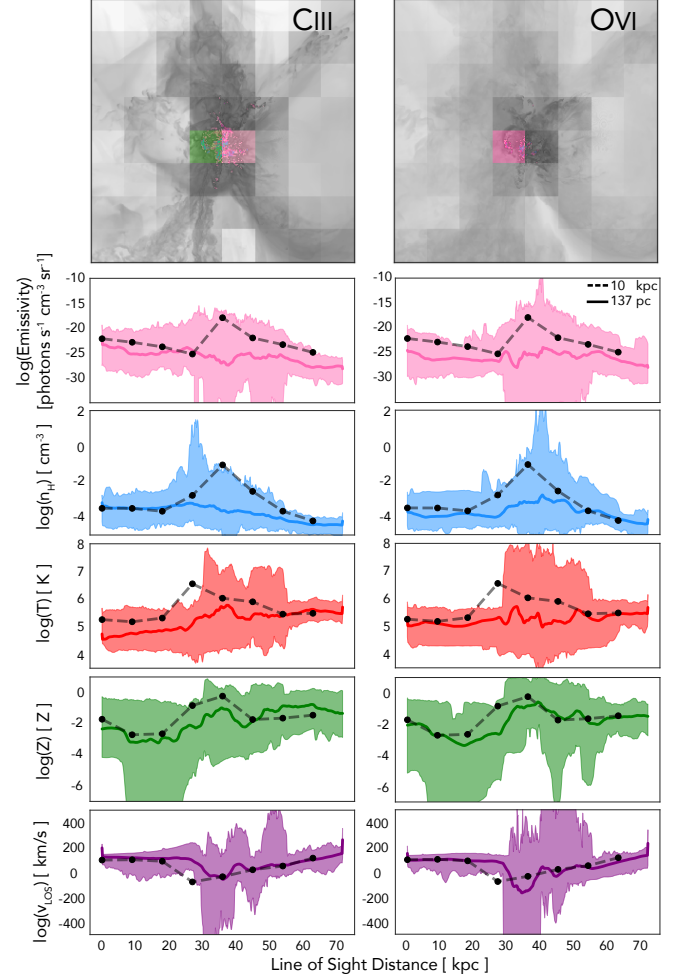 CIII OVI
log(Emissivity)
[photons s⁻¹ cm⁻³ sr⁻¹]
-10 -10
-15 -15
-20 -20
-25 -25
-30 -30
10 kpc
137 pc
log(n_H) [ cm⁻³ ]
2 2
0 0
-2 -2
-4 -4
log(T) [ K ]
8 8
7 7
6 6
5 5
4 4
log(Z) [ Z ]
0 0
-2 -2
-4 -4
-6 -6
log(v_LOS) [ km/s ]
400 400
200 200
0 0
-200 -200
-400 -400
0 10 20 30 40 50 60 70 0 10 20 30 40 50 60 70
Line of Sight Distance [ kpc ]